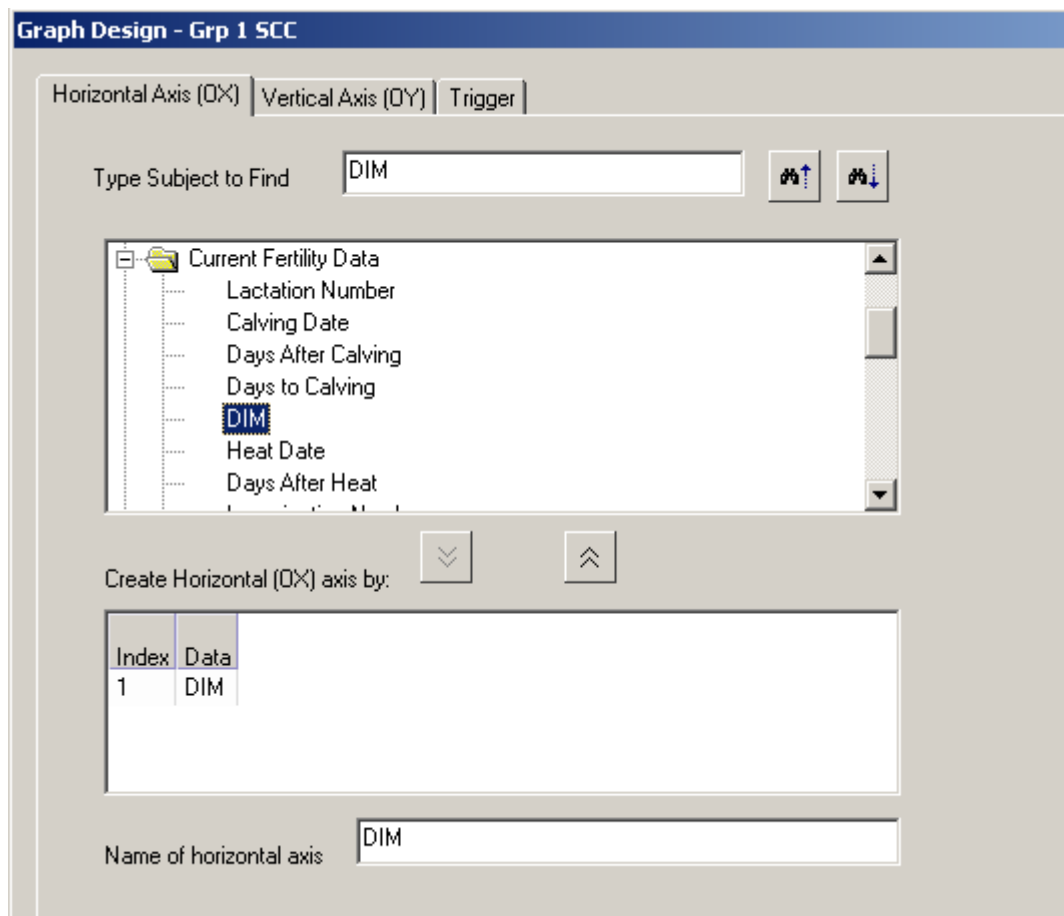 Graph Design - Grp 1 SCC
Horizontal Axis (OX) Vertical Axis (OY) Trigger
Type Subject to Find DIM
Current Fertility Data
Lactation Number
Calving Date
Days After Calving
Days to Calving
DIM
Heat Date
Days After Heat
Create Horizontal (OX) axis by:
Index Data
1 DIM
Name of horizontal axis DIM